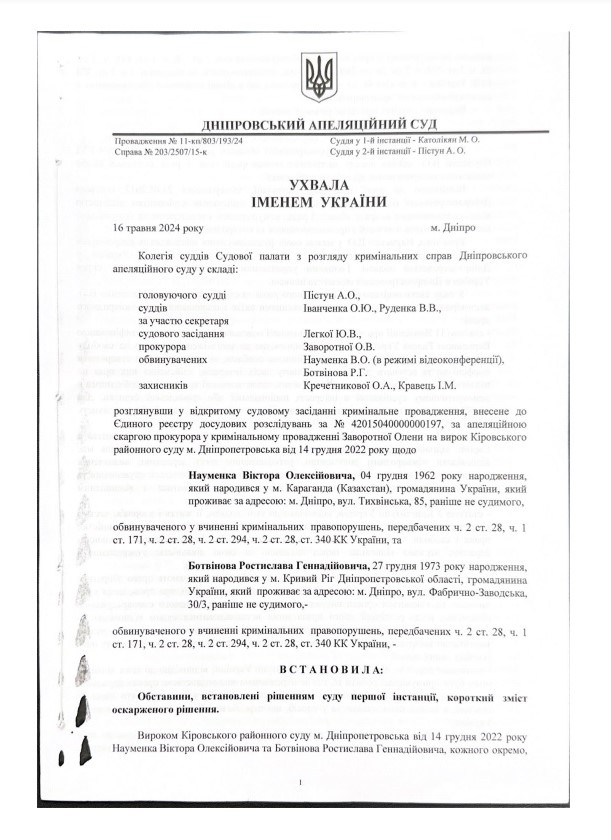 ДНІПРОВСЬКИЙ АПЕЛЯЦІЙНИЙ СУД
Провадження № 11-кп/803/193/24 Суддя у 1-й інстанції - Католікян М. О.
Справа № 203/2507/15-к Суддя у 2-й інстанції - Пістун А. О.
УХВАЛА
ІМЕНЕМ УКРАЇНИ
16 травня 2024 року м. Дніпро
Колегія суддів Судової палати з розгляду кримінальних справ Дніпровського
апеляційного суду у складі:
головуючого судді Пістун А.О.,
суддів Іванченка О.Ю., Руденка В.В.,
за участю секретаря
судового засідання Легкої Ю.В.,
прокурора Заворотної О.В.
обвинувачених Науменка В.О. (в режимі відеоконференції),
Ботвінова Р.Г.
захисників Кречетникової О.А., Кравець І.М.
розглянувши у відкритому судовому засіданні кримінальне провадження, внесене до
Єдиного реєстру досудових розслідувань за № 42015040000000197, за апеляційною
скаргою прокурора у кримінальному провадженні Заворотної Олени на вирок Кіровського
районного суду м. Дніпропетровська від 14 грудня 2022 року щодо
Науменка Віктора Олексійовича, 04 грудня 1962 року народження,
який народився у м. Караганда (Казахстан), громадянина України, який
проживає за адресою: м. Дніпро, вул. Тихвінська, 85, раніше не судимого,
обвинуваченого у вчиненні кримінальних правопорушень, передбачених ч. 2 ст. 28, ч. 1
ст. 171, ч. 2 ст. 28, ч. 2 ст. 294, ч. 2 ст. 28, ст. 340 КК України, та
Ботвінова Ростислава Геннадійовича, 27 грудня 1973 року народження,
який народився у м. Кривий Ріг Дніпропетровської області, громадянина
України, який проживає за адресою: м. Дніпро, вул. Фабрично-Заводська,
30/3, раніше не судимого,-
обвинуваченого у вчиненні кримінальних правопорушень, передбачених ч. 2 ст. 28, ч. 1
ст. 171, ч. 2 ст. 28, ч. 2 ст. 294, ч. 2 ст. 28, ст. 340 КК України, -
В С Т А Н О В И Л А:
Обставини, встановлені рішенням суду першої інстанції, короткий зміст
оскарженого рішення.
Вироком Кіровського районного суду м. Дніпропетровська від 14 грудня 2022 року
Науменка Віктора Олексійовича та Ботвінова Ростислава Геннадійовича, кожного окремо,
1